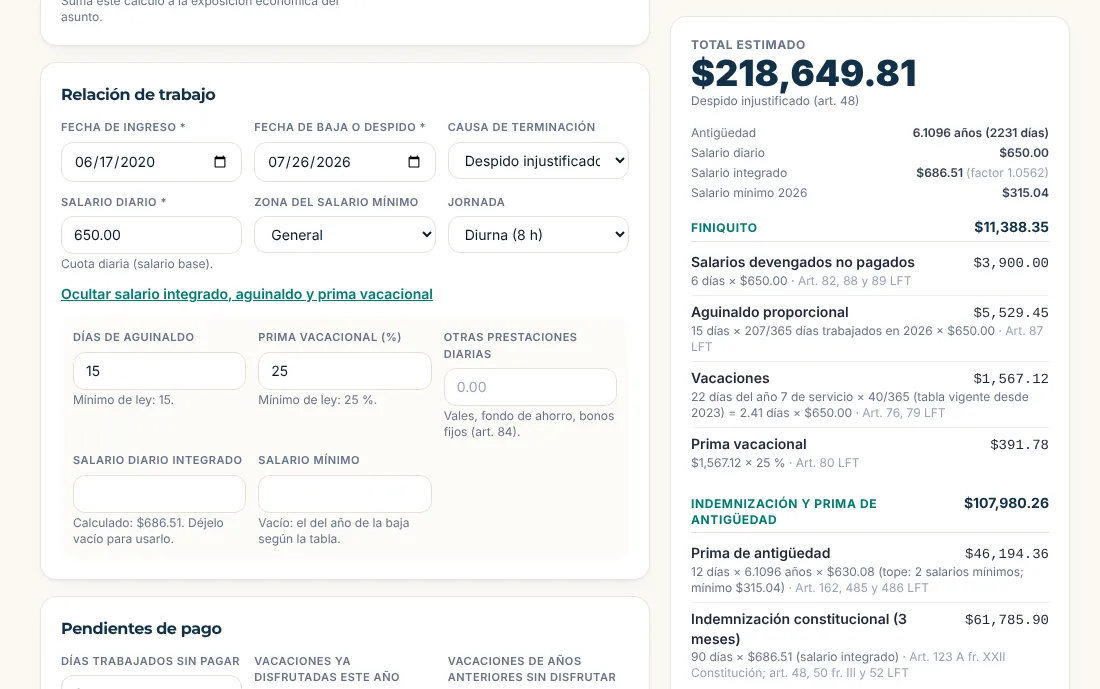 Suma este cálculo a la exposición económica del
asunto.
Relación de trabajo
FECHA DE INGRESO *
FECHA DE BAJA O DESPIDO *
CAUSA DE TERMINACIÓN
06/17/2020
07/26/2026
Despido injustificado
SALARIO DIARIO *
ZONA DEL SALARIO MÍNIMO
JORNADA
650.00
General
Diurna (8 h)
Cuota diaria (salario base).
Ocultar salario integrado, aguinaldo y prima vacacional
DÍAS DE AGUINALDO
PRIMA VACACIONAL (%)
OTRAS PRESTACIONES
DIARIAS
15
25
0.00
Mínimo de ley: 15.
Mínimo de ley: 25 %.
Vales, fondo de ahorro, bonos
fijos (art. 84).
SALARIO DIARIO INTEGRADO
SALARIO MÍNIMO
Calculado: $686.51. Déjelo
vacío para usarlo.
Vacío: el del año de la baja
según la tabla.
Pendientes de pago
DÍAS TRABAJADOS SIN PAGAR
VACACIONES YA
DISFRUTADAS ESTE AÑO
VACACIONES DE AÑOS
ANTERIORES SIN DISFRUTAR
TOTAL ESTIMADO
$218,649.81
Despido injustificado (art. 48)
Antigüedad 6.1096 años (2231 días)
Salario diario $650.00
Salario integrado $686.51 (factor 1.0562)
Salario mínimo 2026 $315.04
FINIQUITO $11,388.35
Salarios devengados no pagados $3,900.00
6 días × $650.00 · Art. 82, 88 y 89 LFT
Aguinaldo proporcional $5,529.45
15 días × 207/365 días trabajados en 2026 × $650.00 · Art. 87
LFT
Vacaciones $1,567.12
22 días del año 7 de servicio × 40/365 (tabla vigente desde
2023) = 2.41 días × $650.00 · Art. 76, 79 LFT
Prima vacacional $391.78
$1,567.12 × 25 % · Art. 80 LFT
INDEMNIZACIÓN Y PRIMA DE $107,980.26
ANTIGÜEDAD
Prima de antigüedad $46,194.36
12 días × 6.1096 años × $630.08 (tope: 2 salarios mínimos;
mínimo $315.04) · Art. 162, 485 y 486 LFT
Indemnización constitucional (3 $61,785.90
meses)
90 días × $686.51 (salario integrado) · Art. 123 A fr. XXII
Constitución; art. 48, 50 fr. III y 52 LFT